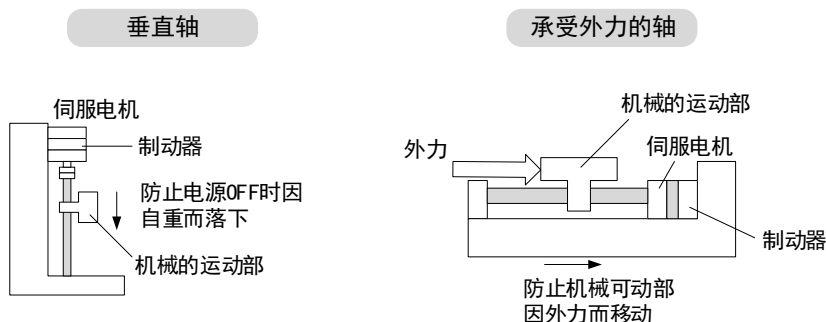 垂直轴
承受外力的轴
伺服电机
制动器
防止电源OFF时因
自重而落下
机械的运动部
机械的运动部
外力
伺服电机
制动器
防止机械可动部
因外力而移动